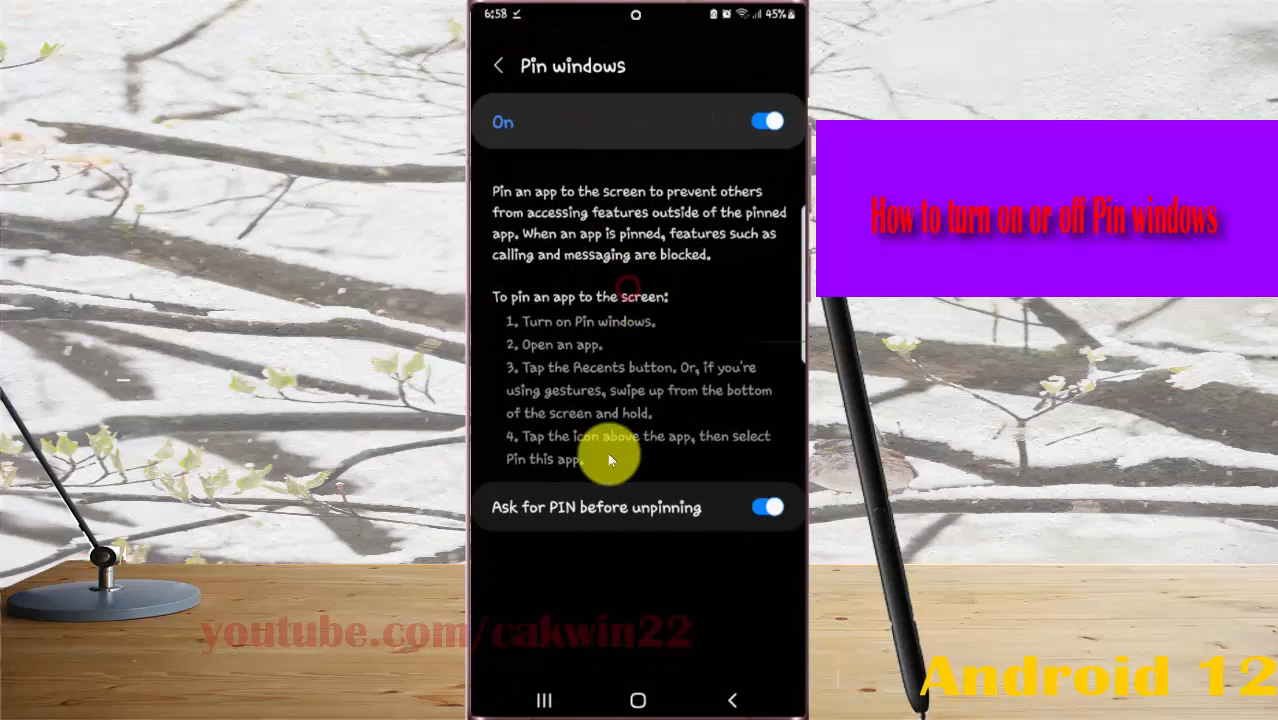 6:58
45%
Pin windows
On
Pin an app to the screen to prevent others
from accessing features outside of the pinned
app. When an app is pinned, features such as
calling and messaging are blocked.
To pin an app to the screen:
1. Turn on Pin windows.
2. Open an app.
3. Tap the Recents button. Or, if you're
using gestures, swipe up from the bottom
of the screen and hold.
4. Tap the icon above the app, then select
Pin this app.
Ask for PIN before unpinning
How to turn on or off Pin windows
youtube.com/cakwin22
Android 12